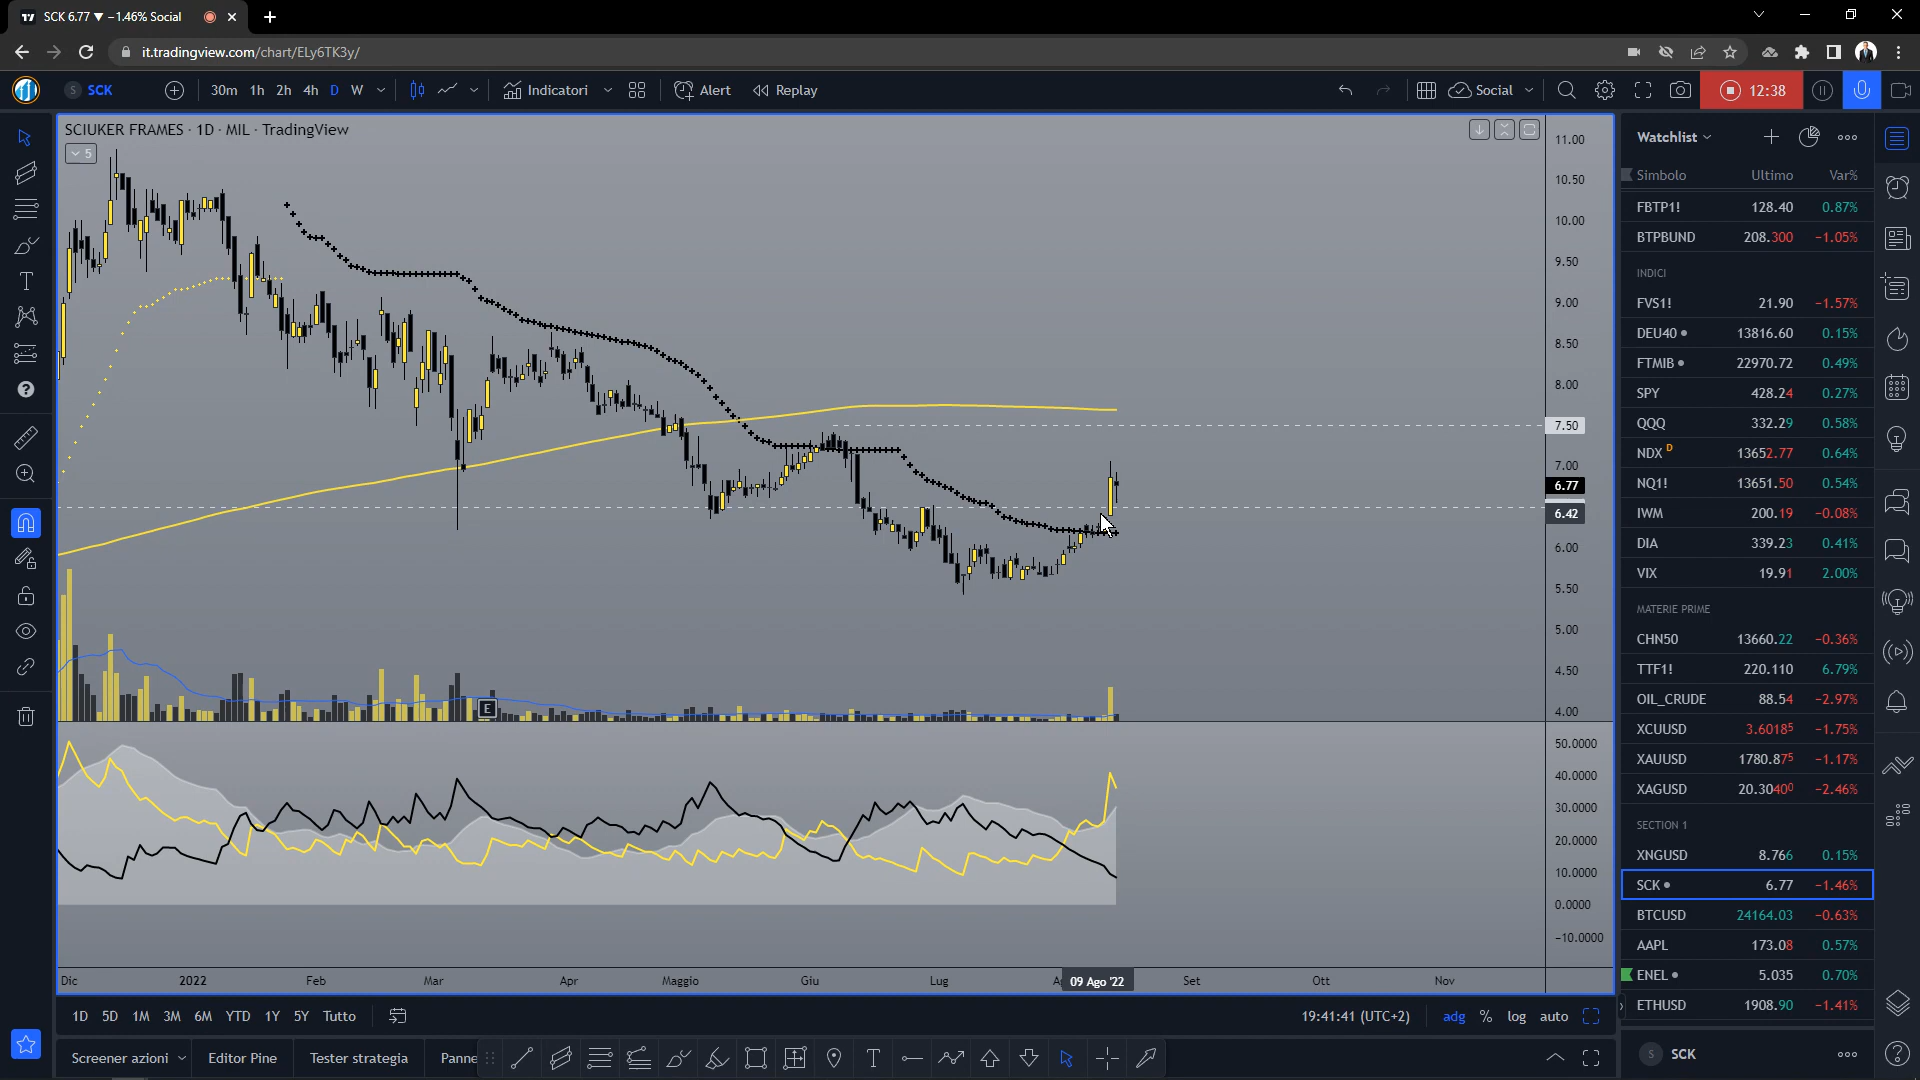 SCK 6.77 ▼ −1.46% Social
it.tradingview.com/chart/ELy6TK3y/
S SCK 30m 1h 2h 4h D W Indicatori Alert Replay Social 12:38
SCIUKER FRAMES · 1D · MIL · TradingView
5
11.00
10.50
10.00
9.50
9.00
8.50
8.00
7.50
7.00
6.77
6.42
6.00
5.50
5.00
4.50
4.00
E
50.0000
40.0000
30.0000
20.0000
10.0000
0.0000
−10.0000
Dic 2022 Feb Mar Apr Maggio Giu Lug A 09 Ago '22 Set Ott Nov
1D 5D 1M 3M 6M YTD 1Y 5Y Tutto 19:41:41 (UTC+2) adg % log auto
Screener azioni Editor Pine Tester strategia Panne
Watchlist
Simbolo Ultimo Var%
FBTP1! 128.40 0.87%
BTPBUND 208.300 −1.05%
INDICI
FVS1! 21.90 −1.57%
DEU40 13816.60 0.15%
FTMIB 22970.72 0.49%
SPY 428.24 0.27%
QQQ 332.29 0.58%
NDX D 13652.77 0.64%
NQ1! 13651.50 0.54%
IWM 200.19 −0.08%
DIA 339.23 0.41%
VIX 19.91 2.00%
MATERIE PRIME
CHN50 13660.22 −0.36%
TTF1! 220.110 6.79%
OIL_CRUDE 88.54 −2.97%
XCUUSD 3.60185 −1.75%
XAUUSD 1780.875 −1.17%
XAGUSD 20.30400 −2.46%
SECTION 1
XNGUSD 8.766 0.15%
SCK 6.77 −1.46%
BTCUSD 24164.03 −0.63%
AAPL 173.08 0.57%
ENEL 5.035 0.70%
ETHUSD 1908.90 −1.41%
S SCK